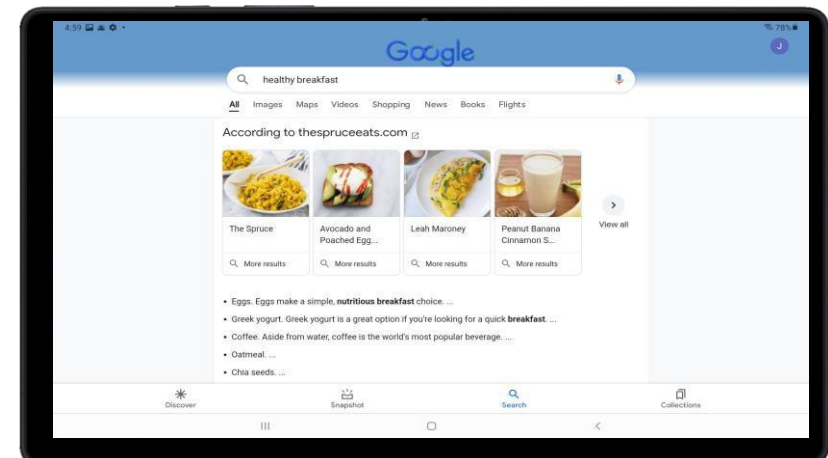 4:59
78%
Google
J
healthy breakfast
All Images Maps Videos Shopping News Books Flights
According to thespruceeats.com
The Spruce
More results
Avocado and
Poached Egg...
More results
Leah Maroney
More results
Peanut Banana
Cinnamon S...
More results
View all
• Eggs. Eggs make a simple, nutritious breakfast choice. ...
• Greek yogurt. Greek yogurt is a great option if you're looking for a quick breakfast. ...
• Coffee. Aside from water, coffee is the world's most popular beverage. ...
• Oatmeal. ...
• Chia seeds. ...
Discover Snapshot Search Collections